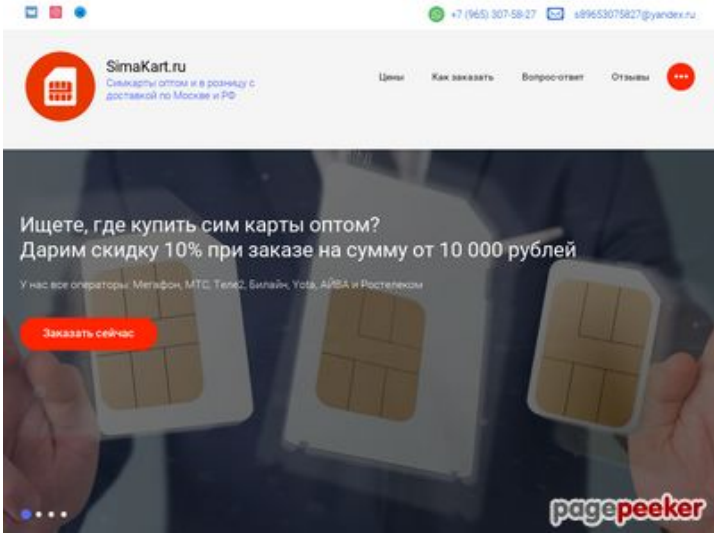 +7 (965) 307-58-27 s89653075827@yandex.ru
SimaKart.ru
Симкарты оптом и в розницу с
доставкой по Москве и РФ
Цены Как заказать Вопрос-ответ Отзывы
Ищете, где купить сим карты оптом?
Дарим скидку 10% при заказе на сумму от 10 000 рублей
У нас все операторы: Мегафон, МТС, Теле2, Билайн, Yota, АЙВА и Ростелеком
Заказать сейчас
pagepeeker